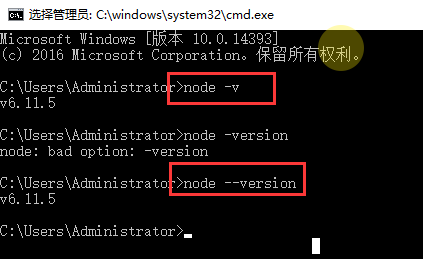 选择管理员: C:\windows\system32\cmd.exe
Microsoft Windows [版本 10.0.14393]
(c) 2016 Microsoft Corporation。保留所有权利。
C:\Users\Administrator>node -v
v6.11.5
C:\Users\Administrator>node -version
node: bad option: -version
C:\Users\Administrator>node --version
v6.11.5
C:\Users\Administrator>